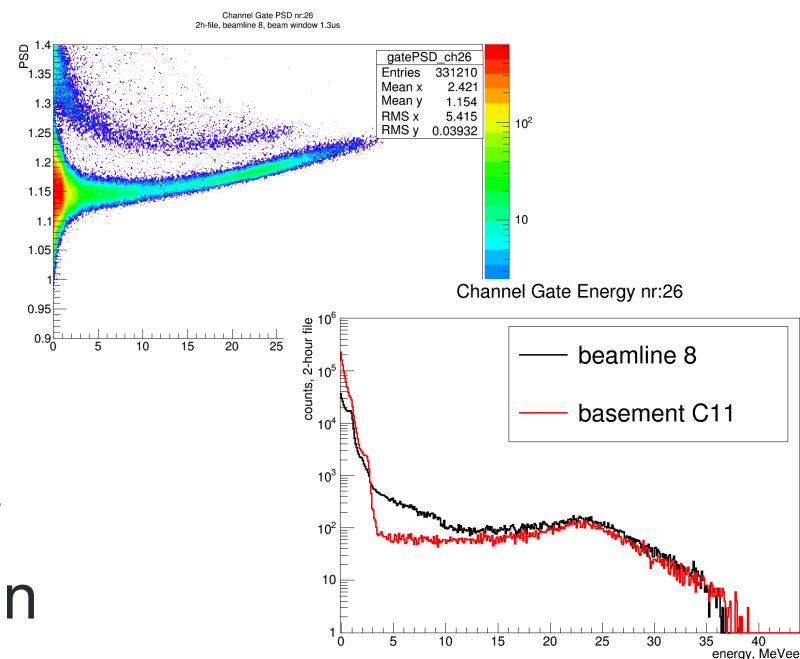 Channel Gate PSD nr:26
2h-file, beamline 8, beam window 1.3us
PSD
1.4
1.35
1.3
1.25
1.2
1.15
1.1
1.05
1
0.95
0.9
0 5 10 15 20 25
gatePSD_ch26
Entries 331210
Mean x 2.421
Mean y 1.154
RMS x 5.415
RMS y 0.03932
10²
10
Channel Gate Energy nr:26
counts, 2-hour file
10⁶
10⁵
10⁴
10³
10²
10
1
beamline 8
basement C11
0 5 10 15 20 25 30 35 40
energy, MeVee
n